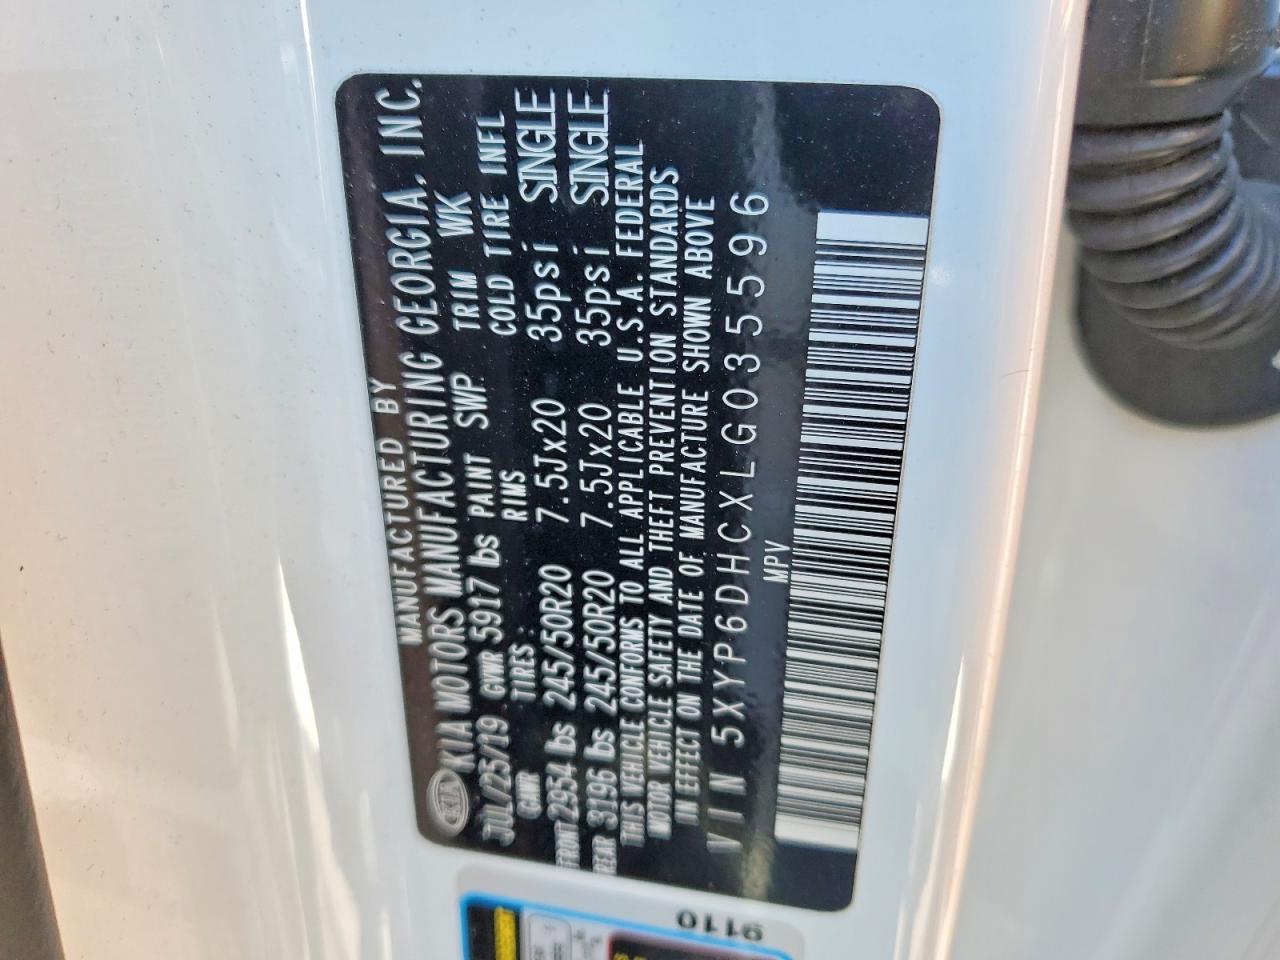 MANUFACTURED BY
KIA KIA MOTORS MANUFACTURING GEORGIA, INC.
JUL/25/19 GVWR 5917 lbs PAINT SWP TRIM WK
GAWR TIRES: RIMS COLD TIRE INFL
FRONT 2954 lbs 245/50R20 7.5Jx20 35psi SINGLE
REAR 3196 lbs 245/50R20 7.5Jx20 35psi SINGLE
THIS VEHICLE CONFORMS TO ALL APPLICABLE U.S.A. FEDERAL
MOTOR VEHICLE SAFETY AND THEFT PREVENTION STANDARDS
IN EFFECT ON THE DATE OF MANUFACTURE SHOWN ABOVE
VIN 5XYP6DHCXLG035596
MPV
9110